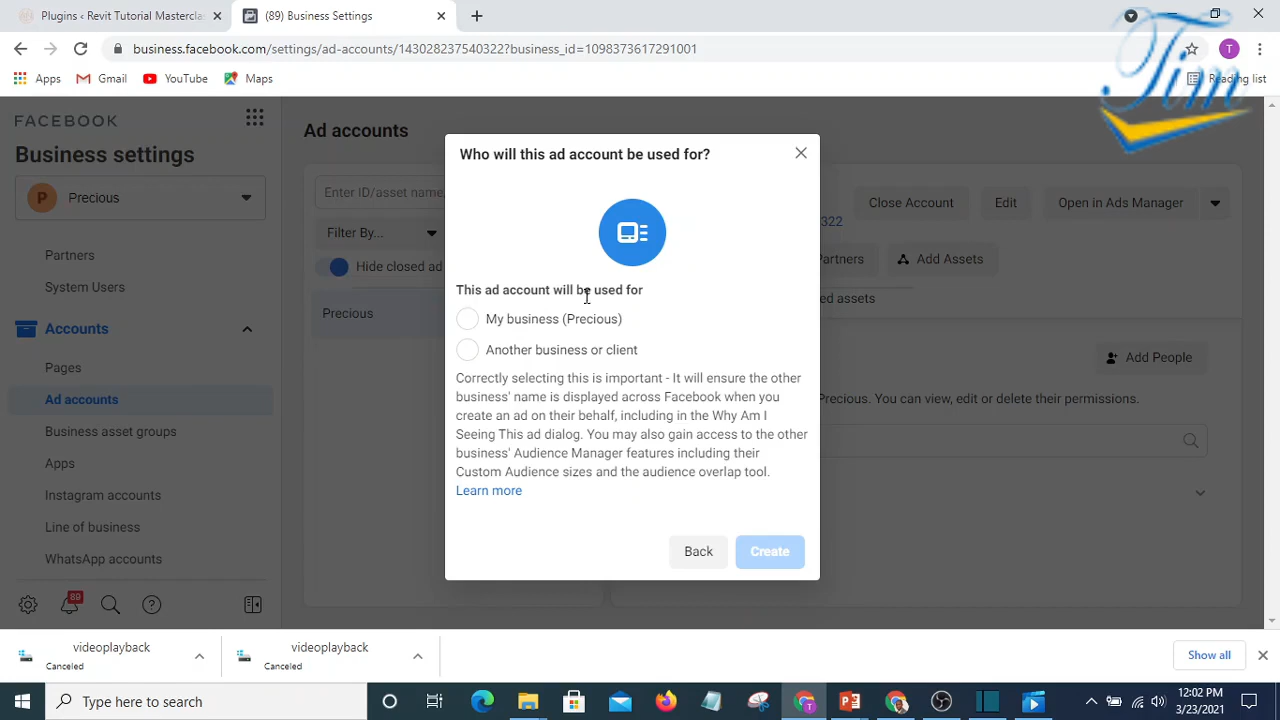 Plugins ‹ Revit Tutorial Mastercla
(89) Business Settings
business.facebook.com/settings/ad-accounts/143028237540322?business_id=1098373617291001
T
Apps
Gmail
YouTube
Maps
Reading list
Tim
FACEBOOK
Business settings
P
Precious
Partners
System Users
Accounts
Pages
Ad accounts
Business asset groups
Apps
Instagram accounts
Line of business
WhatsApp accounts
89
Ad accounts
Enter ID/asset name,
Filter By...
Hide closed ad
Precious
Close Account
Edit
Open in Ads Manager
322
Partners
Add Assets
ed assets
Add People
Precious. You can view, edit or delete their permissions.
Who will this ad account be used for?
This ad account will be used for
My business (Precious)
Another business or client
Correctly selecting this is important - It will ensure the other
business' name is displayed across Facebook when you
create an ad on their behalf, including in the Why Am I
Seeing This ad dialog. You may also gain access to the other
business' Audience Manager features including their
Custom Audience sizes and the audience overlap tool.
Learn more
Back
Create
videoplayback
Canceled
videoplayback
Canceled
Show all
Type here to search
12:02 PM
3/23/2021